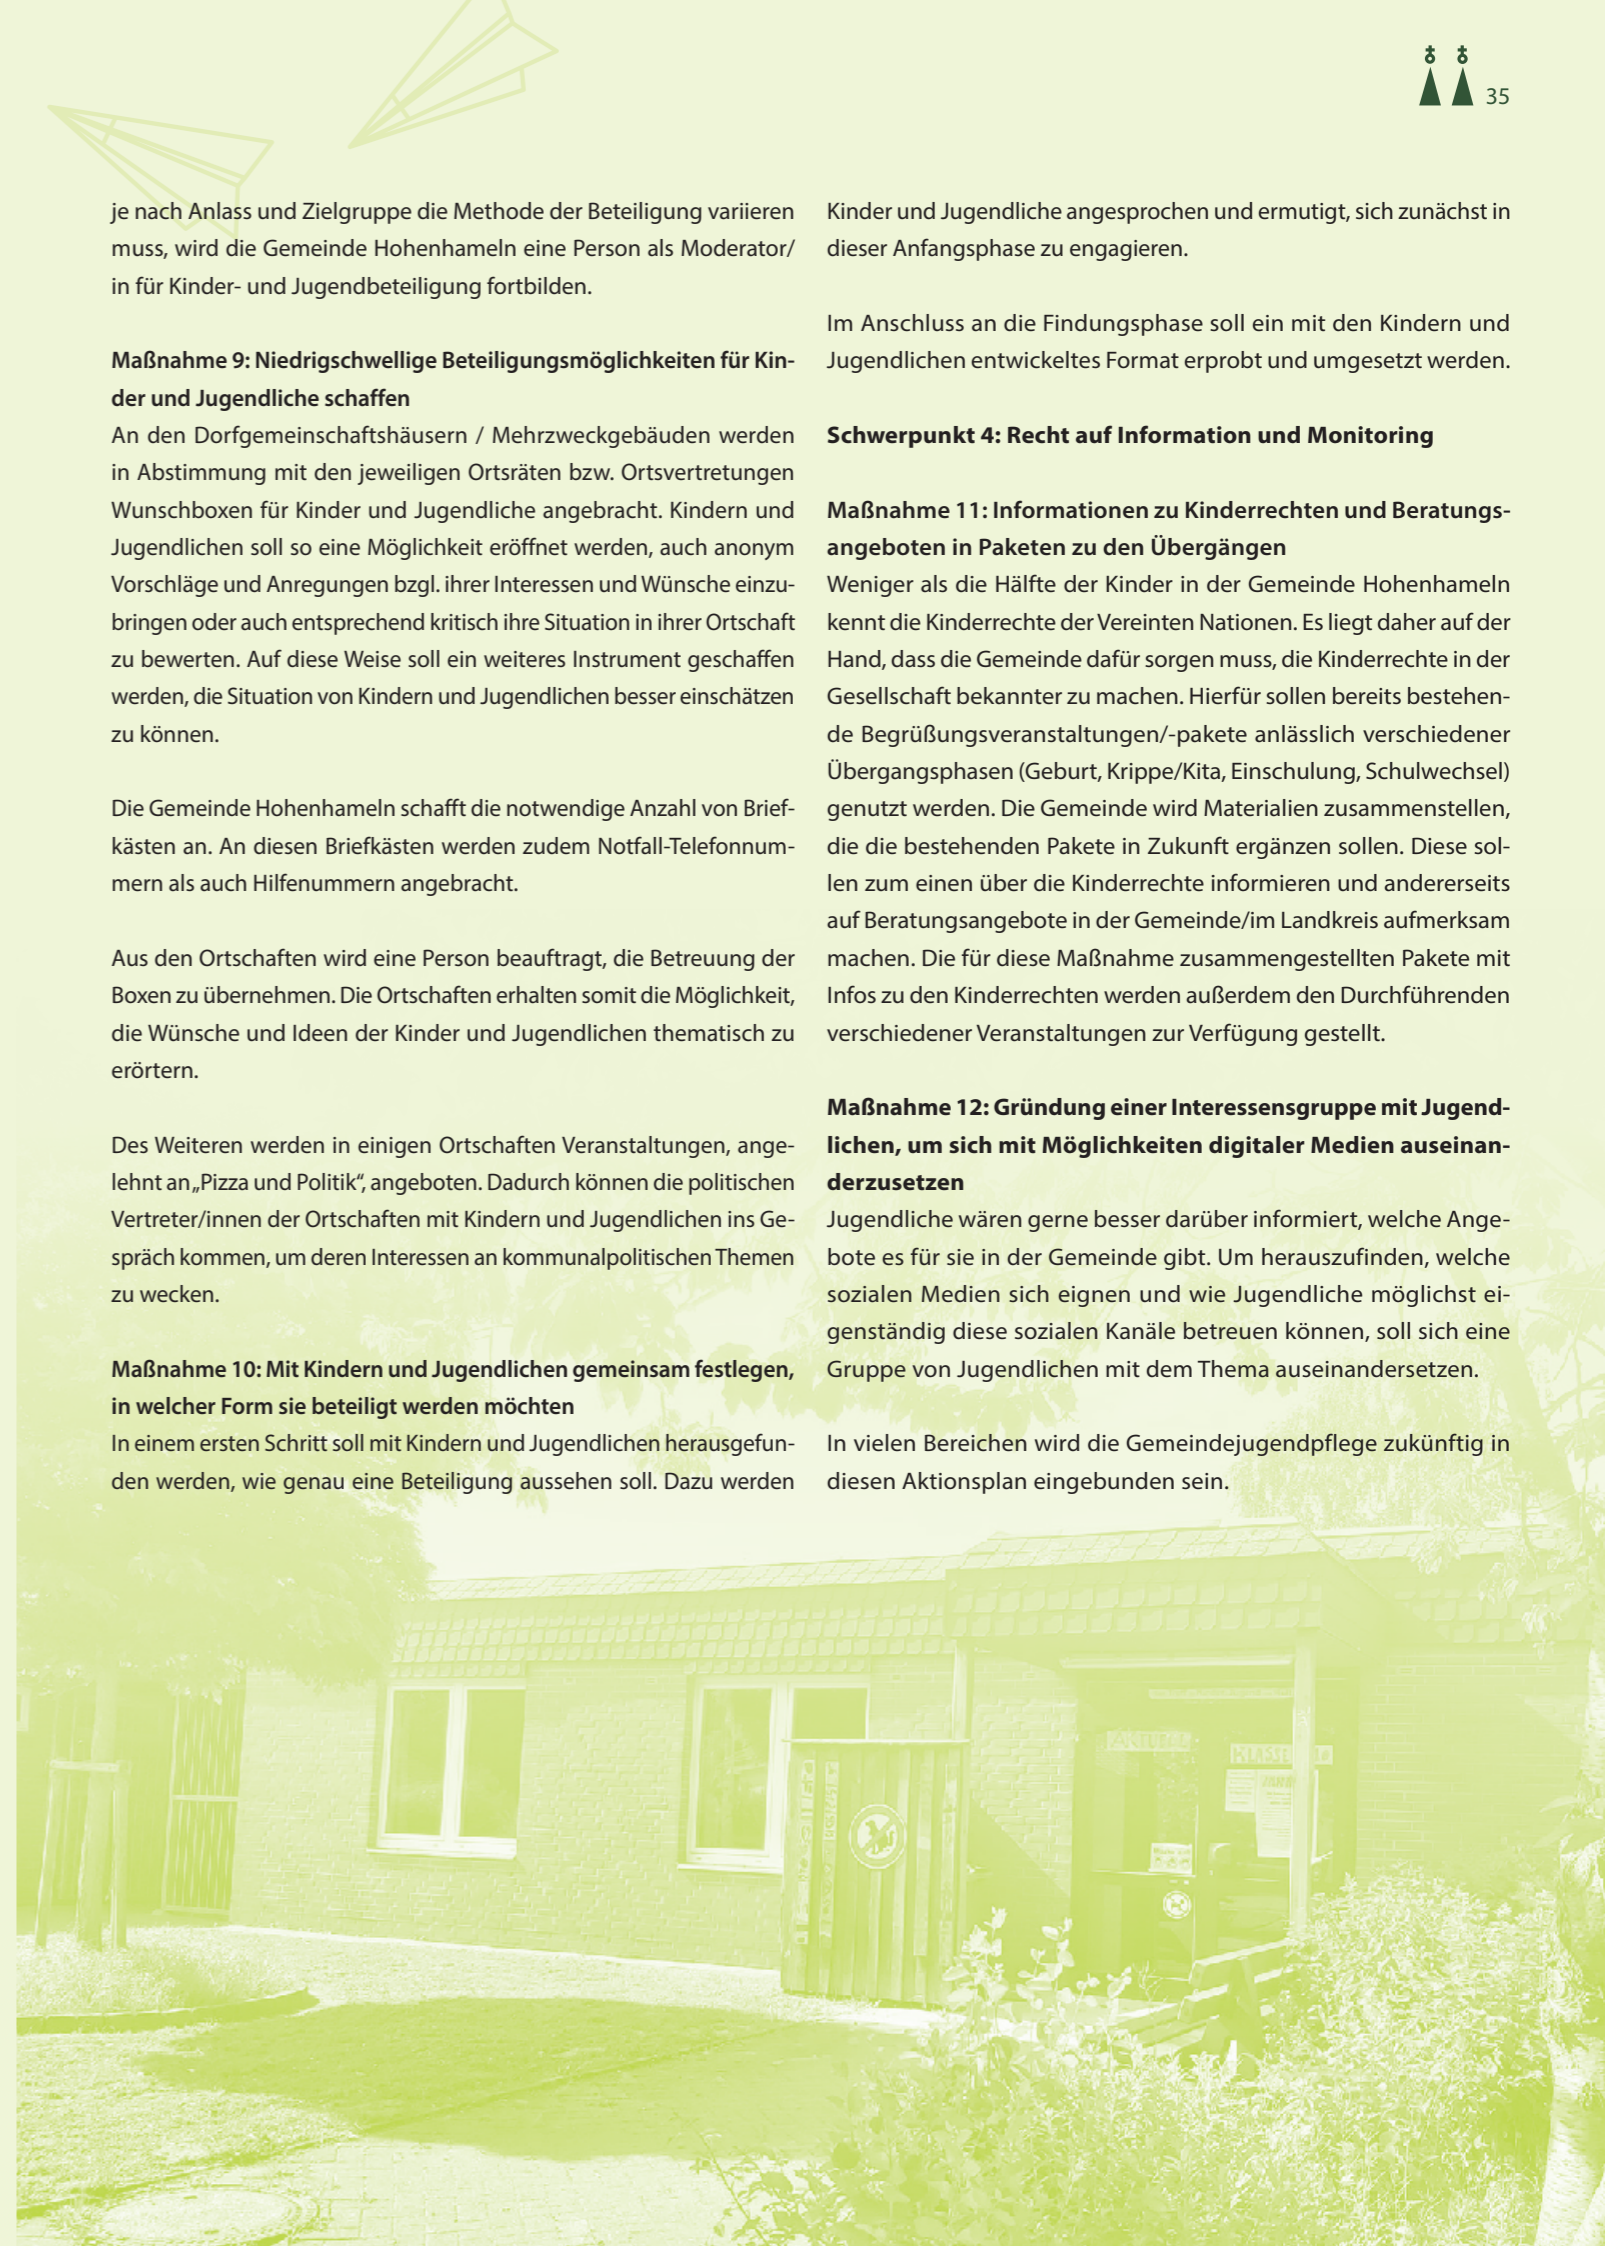 35
je nach Anlass und Zielgruppe die Methode der Beteiligung variieren
muss, wird die Gemeinde Hohenhameln eine Person als Moderator/
in für Kinder- und Jugendbeteiligung fortbilden.
Maßnahme 9: Niedrigschwellige Beteiligungsmöglichkeiten für Kin-
der und Jugendliche schaffen
An den Dorfgemeinschaftshäusern / Mehrzweckgebäuden werden
in Abstimmung mit den jeweiligen Ortsräten bzw. Ortsvertretungen
Wunschboxen für Kinder und Jugendliche angebracht. Kindern und
Jugendlichen soll so eine Möglichkeit eröffnet werden, auch anonym
Vorschläge und Anregungen bzgl. ihrer Interessen und Wünsche einzu-
bringen oder auch entsprechend kritisch ihre Situation in ihrer Ortschaft
zu bewerten. Auf diese Weise soll ein weiteres Instrument geschaffen
werden, die Situation von Kindern und Jugendlichen besser einschätzen
zu können.
Die Gemeinde Hohenhameln schafft die notwendige Anzahl von Brief-
kästen an. An diesen Briefkästen werden zudem Notfall-Telefonnum-
mern als auch Hilfenummern angebracht.
Aus den Ortschaften wird eine Person beauftragt, die Betreuung der
Boxen zu übernehmen. Die Ortschaften erhalten somit die Möglichkeit,
die Wünsche und Ideen der Kinder und Jugendlichen thematisch zu
erörtern.
Des Weiteren werden in einigen Ortschaften Veranstaltungen, ange-
lehnt an „Pizza und Politik“, angeboten. Dadurch können die politischen
Vertreter/innen der Ortschaften mit Kindern und Jugendlichen ins Ge-
spräch kommen, um deren Interessen an kommunalpolitischen Themen
zu wecken.
Maßnahme 10: Mit Kindern und Jugendlichen gemeinsam festlegen,
in welcher Form sie beteiligt werden möchten
In einem ersten Schritt soll mit Kindern und Jugendlichen herausgefun-
den werden, wie genau eine Beteiligung aussehen soll. Dazu werden
Kinder und Jugendliche angesprochen und ermutigt, sich zunächst in
dieser Anfangsphase zu engagieren.
Im Anschluss an die Findungsphase soll ein mit den Kindern und
Jugendlichen entwickeltes Format erprobt und umgesetzt werden.
Schwerpunkt 4: Recht auf Information und Monitoring
Maßnahme 11: Informationen zu Kinderrechten und Beratungs-
angeboten in Paketen zu den Übergängen
Weniger als die Hälfte der Kinder in der Gemeinde Hohenhameln
kennt die Kinderrechte der Vereinten Nationen. Es liegt daher auf der
Hand, dass die Gemeinde dafür sorgen muss, die Kinderrechte in der
Gesellschaft bekannter zu machen. Hierfür sollen bereits bestehen-
de Begrüßungsveranstaltungen/-pakete anlässlich verschiedener
Übergangsphasen (Geburt, Krippe/Kita, Einschulung, Schulwechsel)
genutzt werden. Die Gemeinde wird Materialien zusammenstellen,
die die bestehenden Pakete in Zukunft ergänzen sollen. Diese sol-
len zum einen über die Kinderrechte informieren und andererseits
auf Beratungsangebote in der Gemeinde/im Landkreis aufmerksam
machen. Die für diese Maßnahme zusammengestellten Pakete mit
Infos zu den Kinderrechten werden außerdem den Durchführenden
verschiedener Veranstaltungen zur Verfügung gestellt.
Maßnahme 12: Gründung einer Interessensgruppe mit Jugend-
lichen, um sich mit Möglichkeiten digitaler Medien auseinan-
derzusetzen
Jugendliche wären gerne besser darüber informiert, welche Ange-
bote es für sie in der Gemeinde gibt. Um herauszufinden, welche
sozialen Medien sich eignen und wie Jugendliche möglichst ei-
genständig diese sozialen Kanäle betreuen können, soll sich eine
Gruppe von Jugendlichen mit dem Thema auseinandersetzen.
In vielen Bereichen wird die Gemeindejugendpflege zukünftig in
diesen Aktionsplan eingebunden sein.